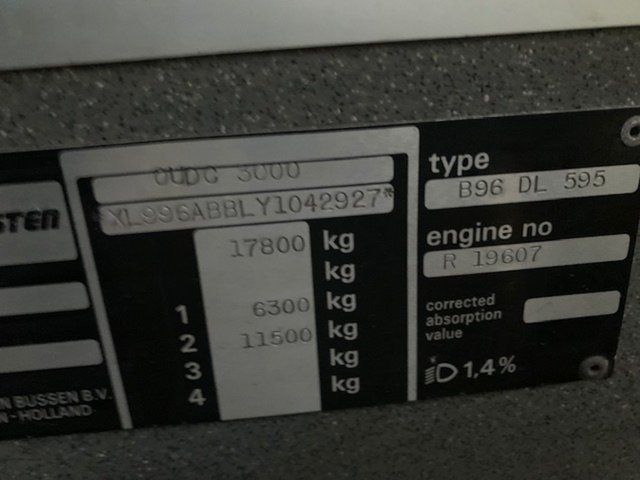 OUDC 3000
*XL996ABBLY1042927*
STEN
17800 kg
kg
1 6300 kg
2 11500 kg
3 kg
4 kg
N BUSSEN B.V.
N - HOLLAND
type
B96 DL 595
engine no
R 19607
corrected
absorption
value
1,4%